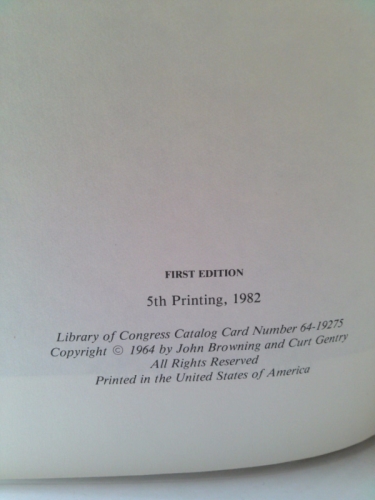 FIRST EDITION
5th Printing, 1982
Library of Congress Catalog Card Number 64-19275
Copyright © 1964 by John Browning and Curt Gentry
All Rights Reserved
Printed in the United States of America